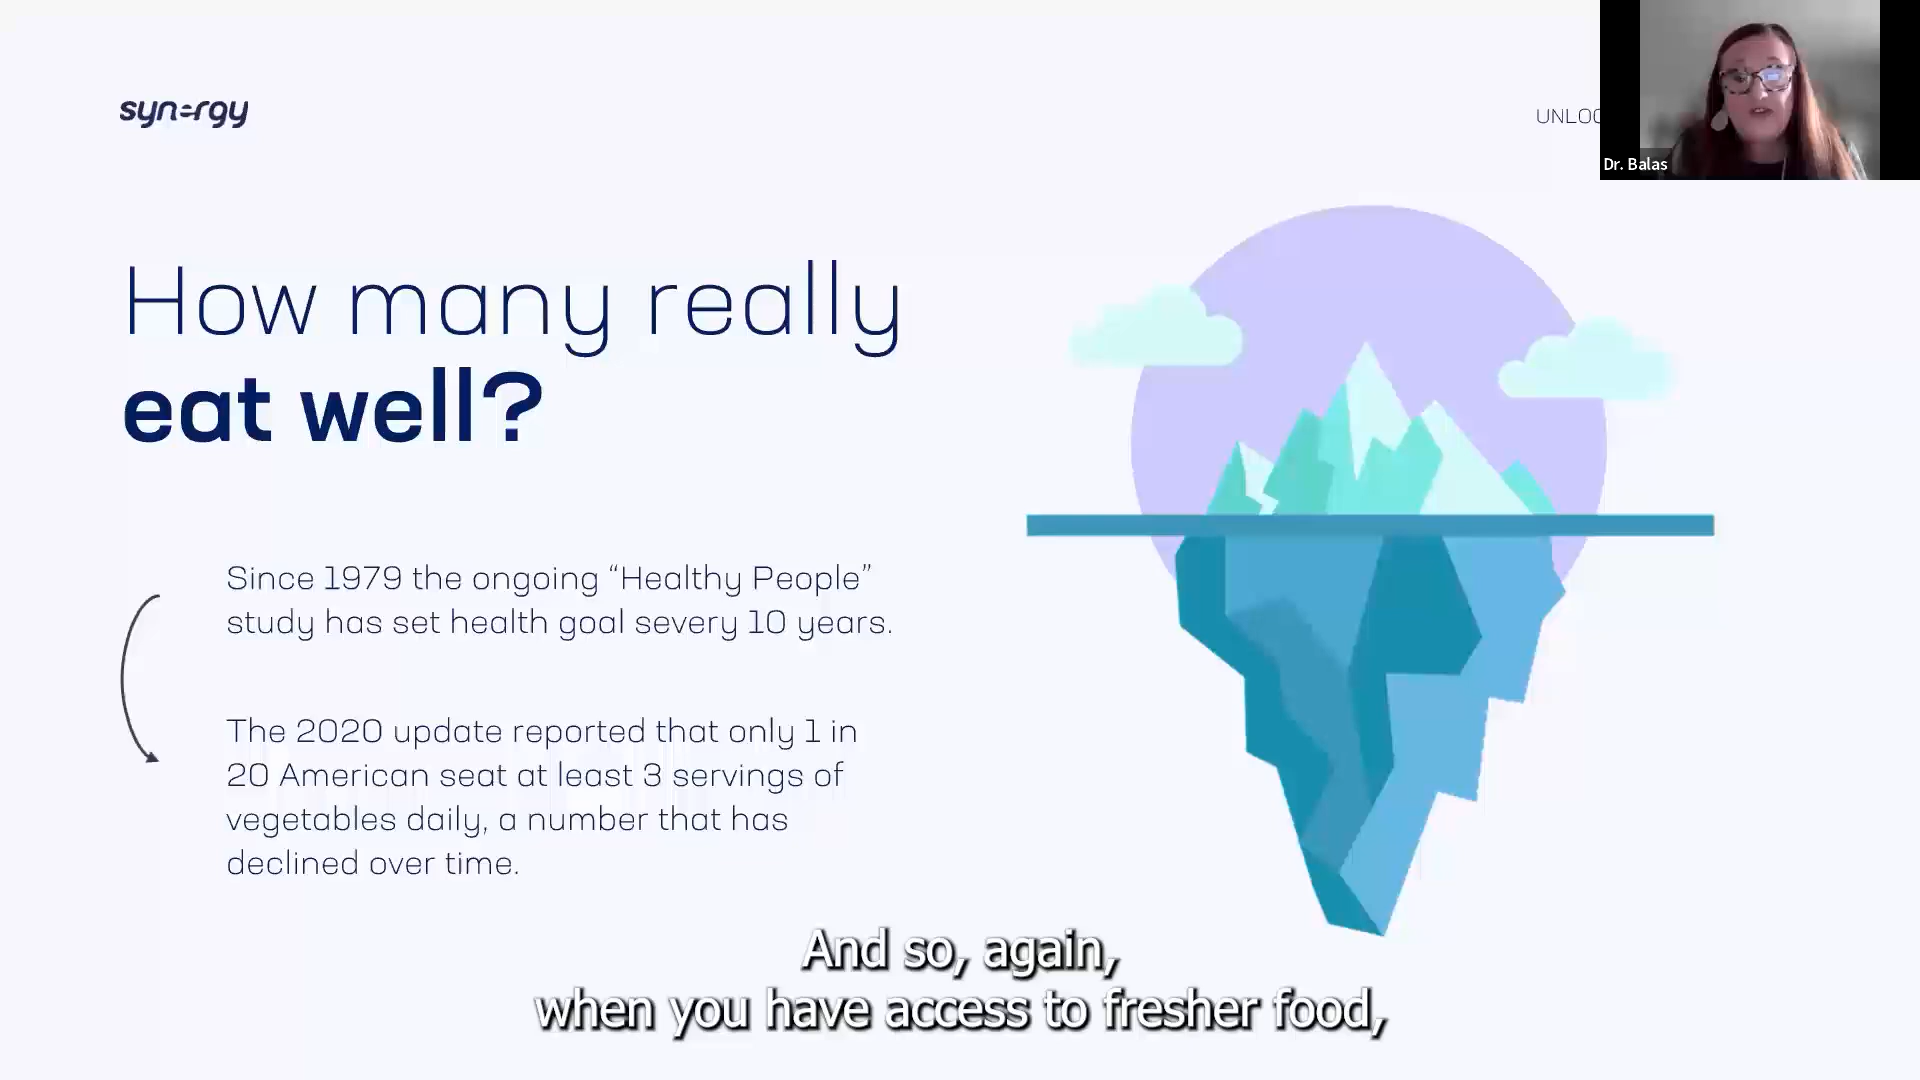 synergy
UNLOC
Dr. Balas
How many really
eat well?
Since 1979 the ongoing “Healthy People”
study has set health goal severy 10 years.
The 2020 update reported that only 1 in
20 American seat at least 3 servings of
vegetables daily, a number that has
declined over time.
And so, again,
when you have access to fresher food,